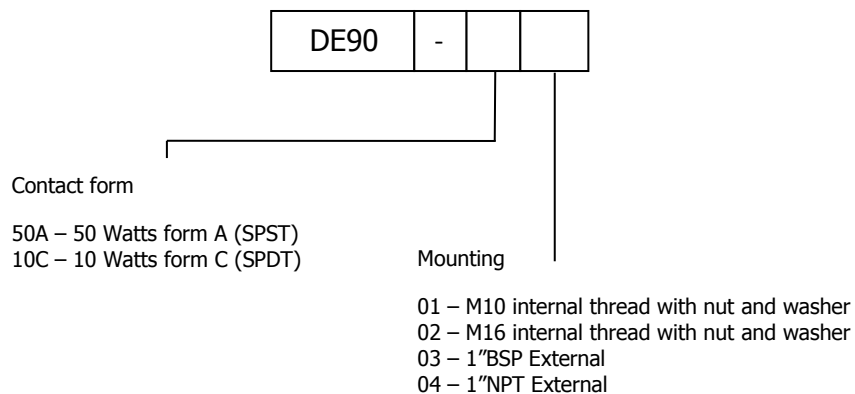 DE90 -
Contact form
50A – 50 Watts form A (SPST)
10C – 10 Watts form C (SPDT)
Mounting
01 – M10 internal thread with nut and washer
02 – M16 internal thread with nut and washer
03 – 1”BSP External
04 – 1”NPT External